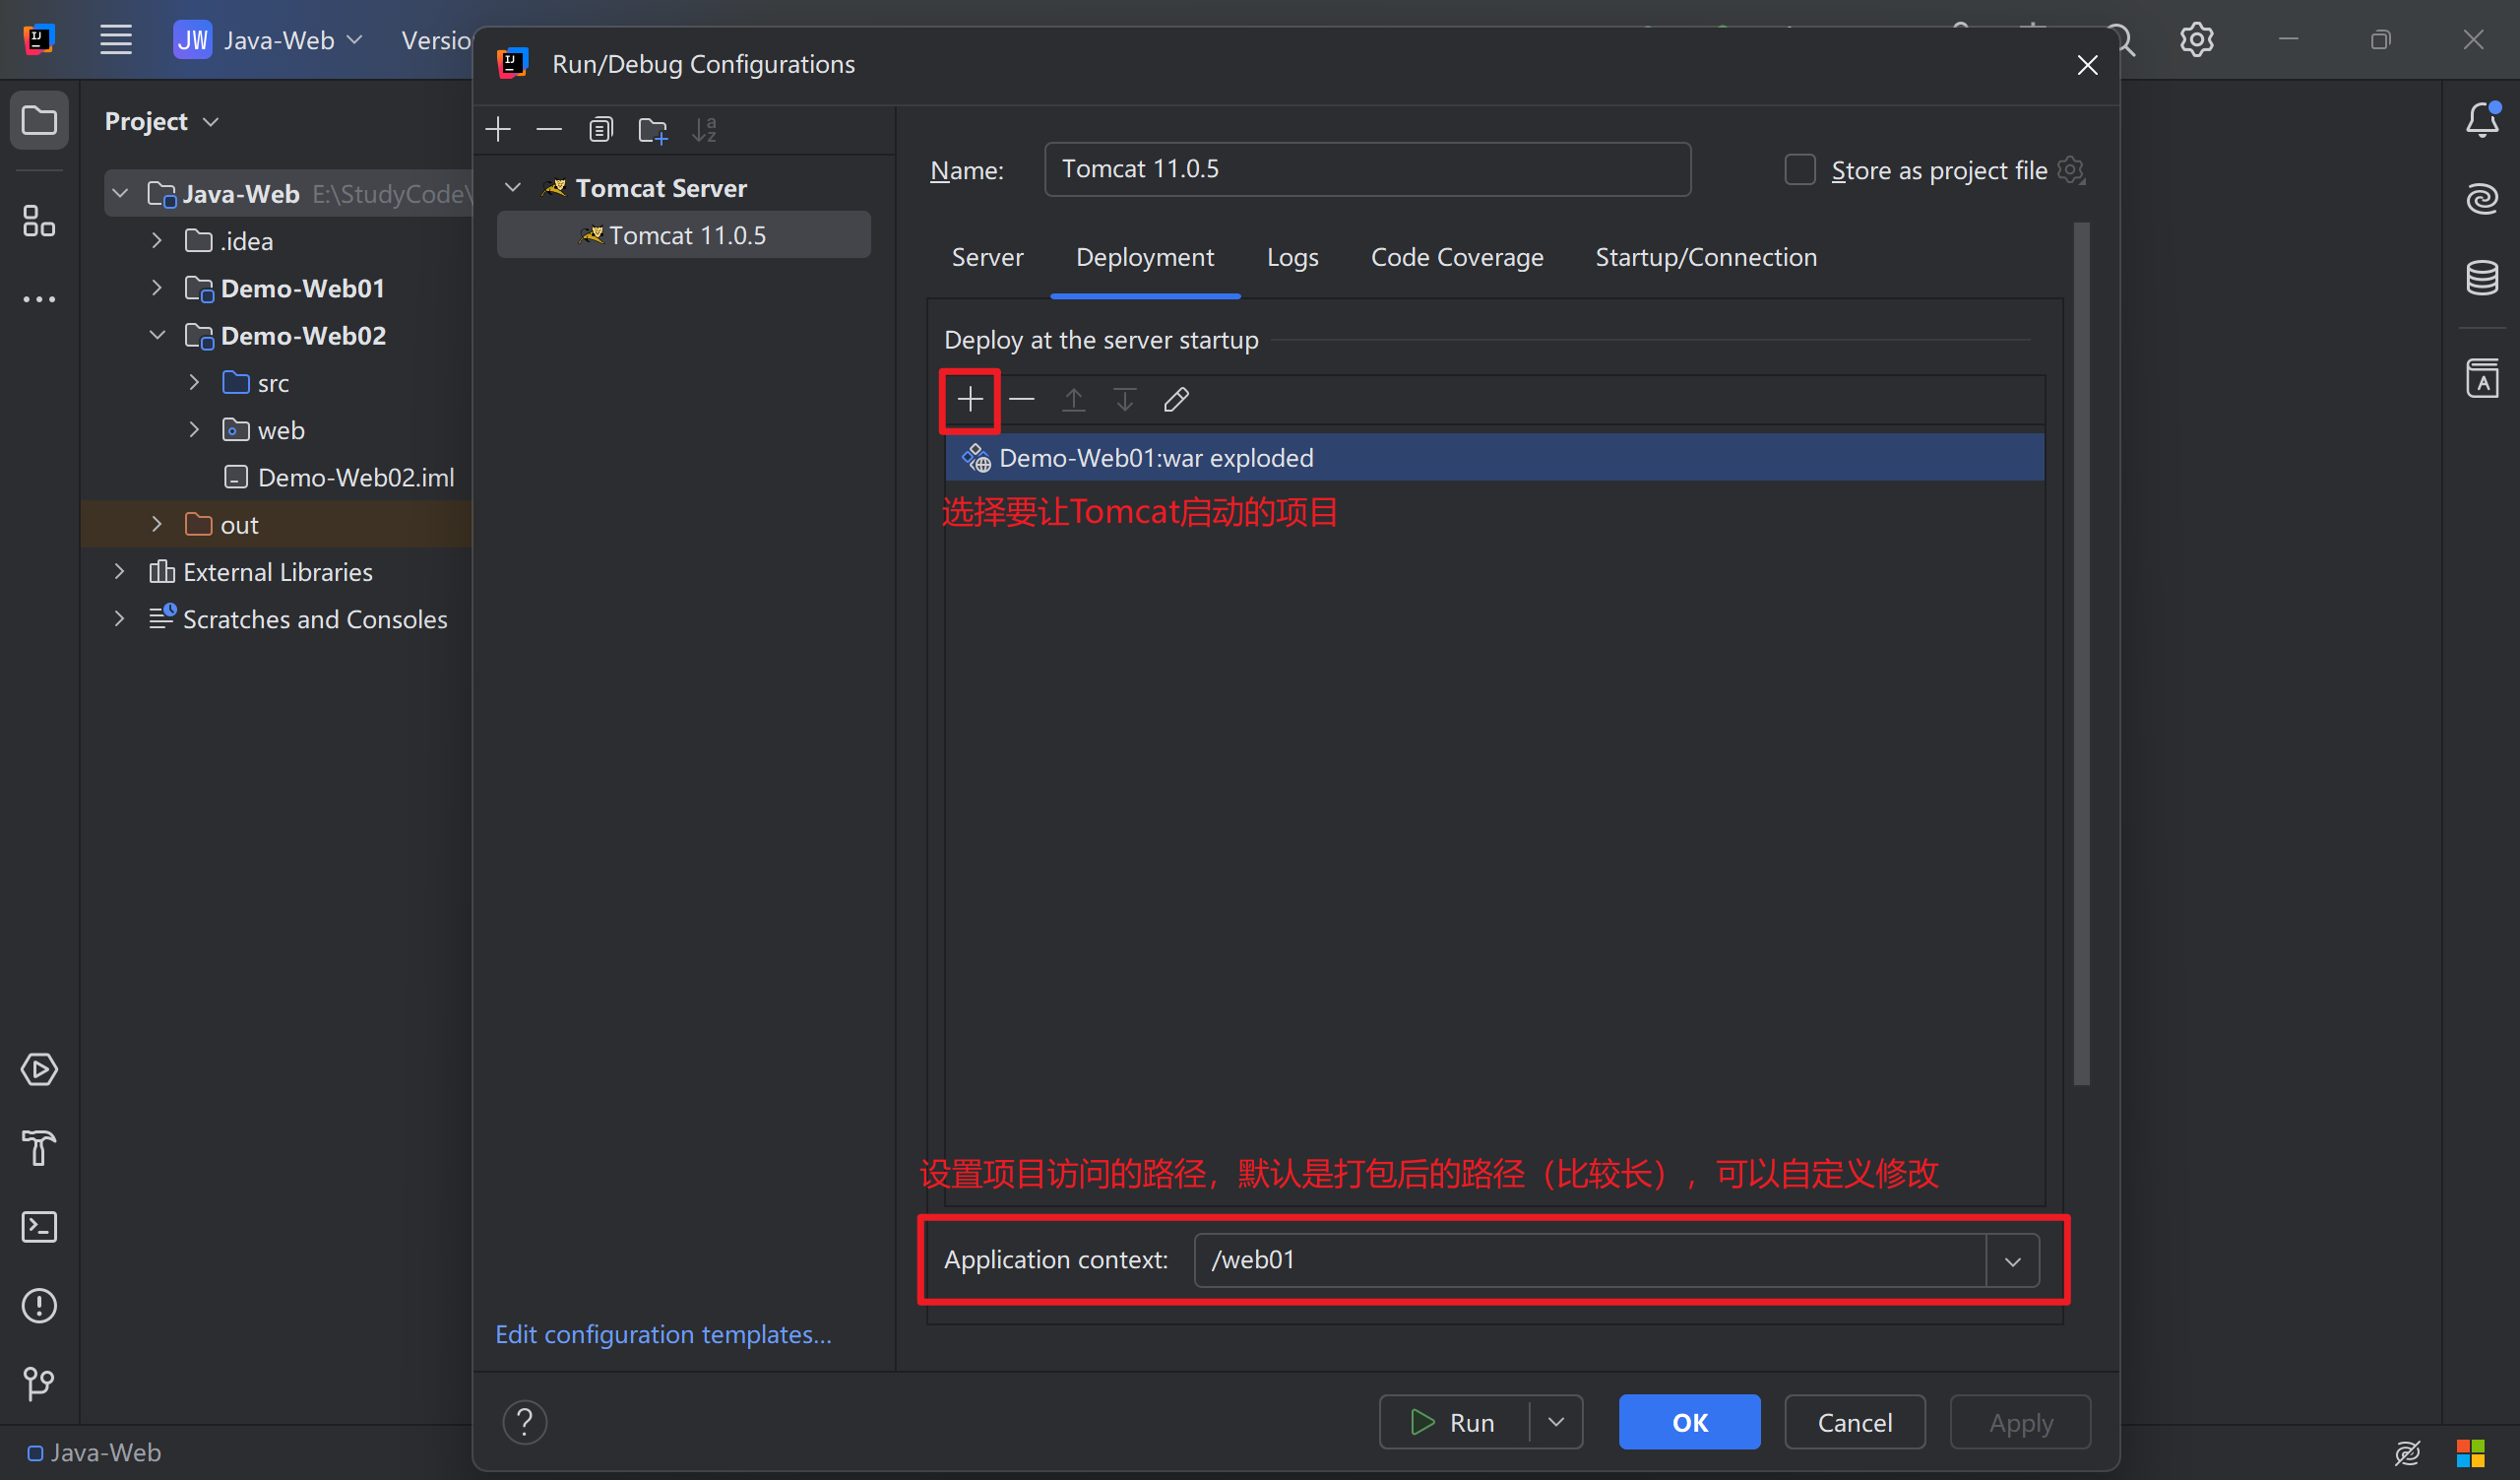 JW Java-Web Versio
Run/Debug Configurations
Project
Java-Web E:\StudyCode\
.idea
Demo-Web01
Demo-Web02
src
web
Demo-Web02.iml
out
External Libraries
Scratches and Consoles
Tomcat Server
Tomcat 11.0.5
Edit configuration templates...
Name: Tomcat 11.0.5 Store as project file
Server Deployment Logs Code Coverage Startup/Connection
Deploy at the server startup
Demo-Web01:war exploded
选择要让Tomcat启动的项目
设置项目访问的路径，默认是打包后的路径（比较长），可以自定义修改
Application context: /web01
? Run OK Cancel Apply
Java-Web